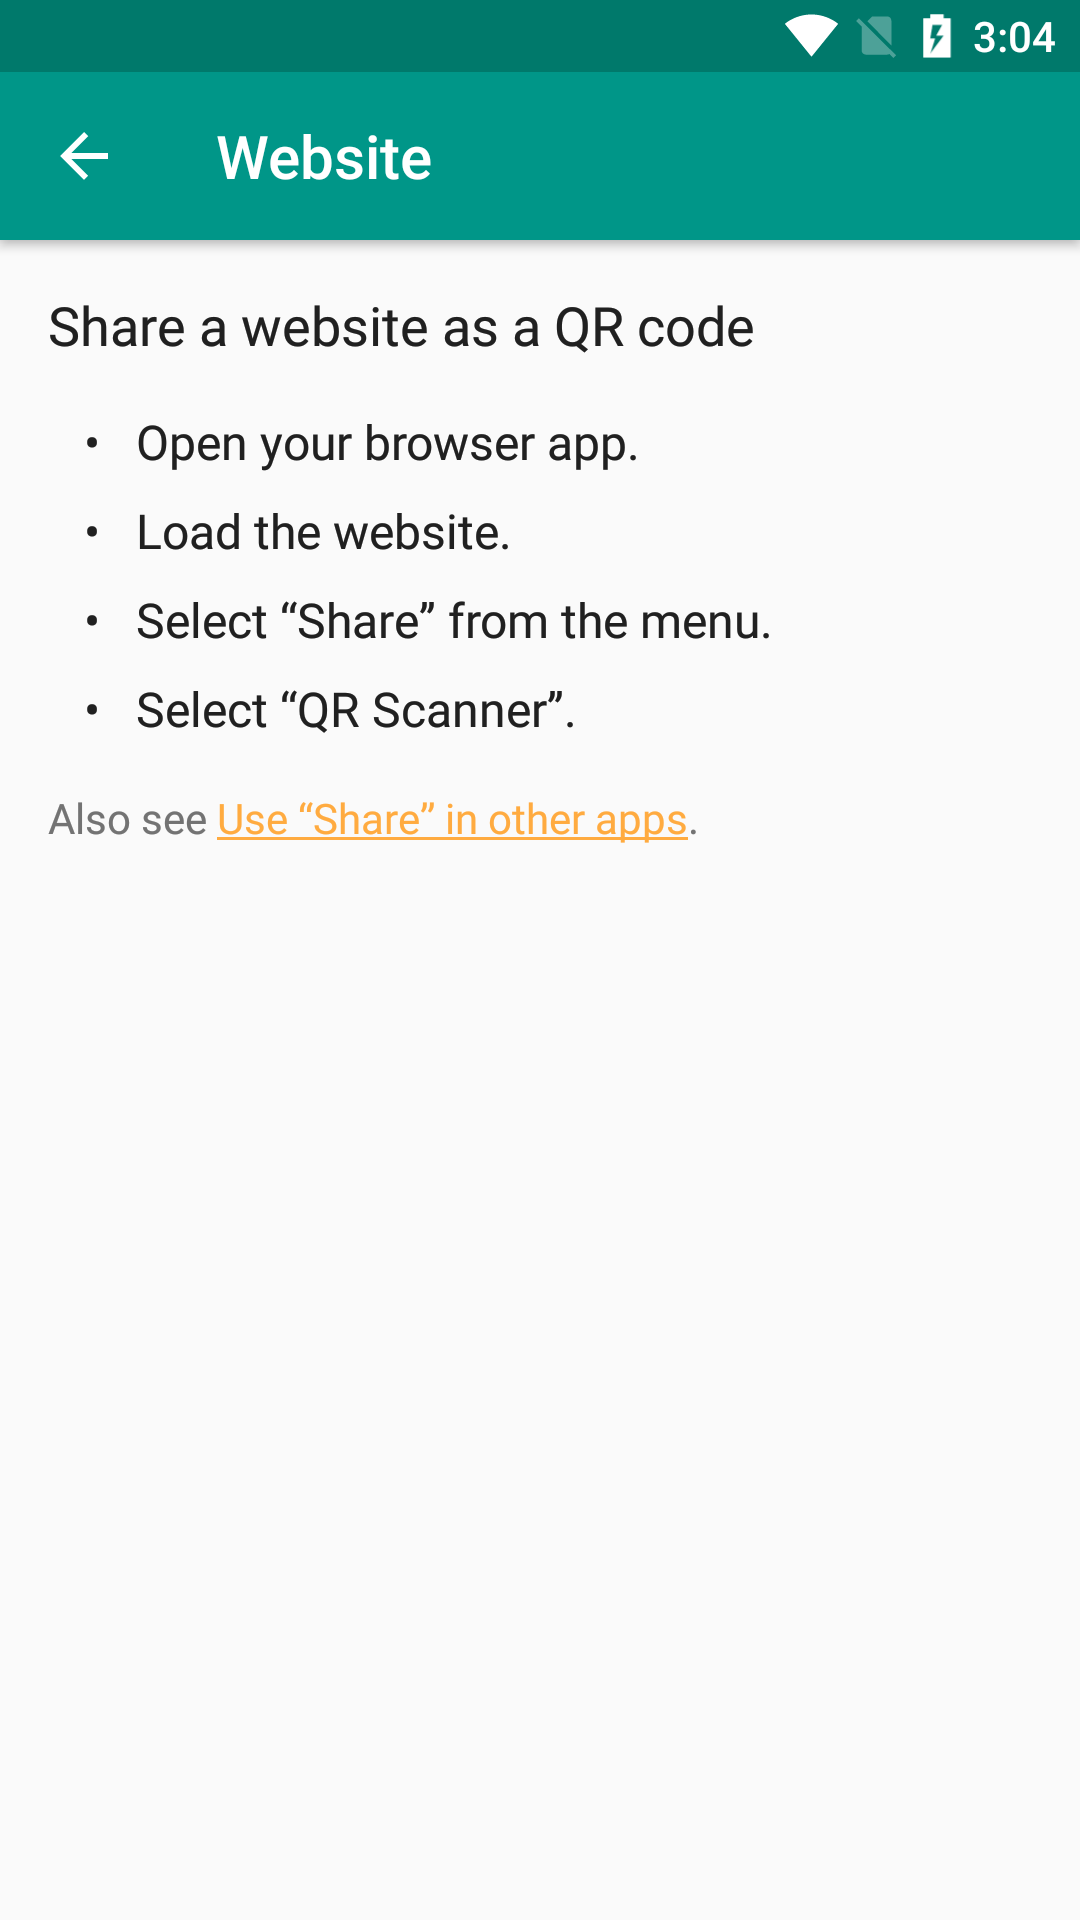 3:04
Website
Share a website as a QR code
• Open your browser app.
• Load the website.
• Select “Share” from the menu.
• Select “QR Scanner”.
Also see Use “Share” in other apps.